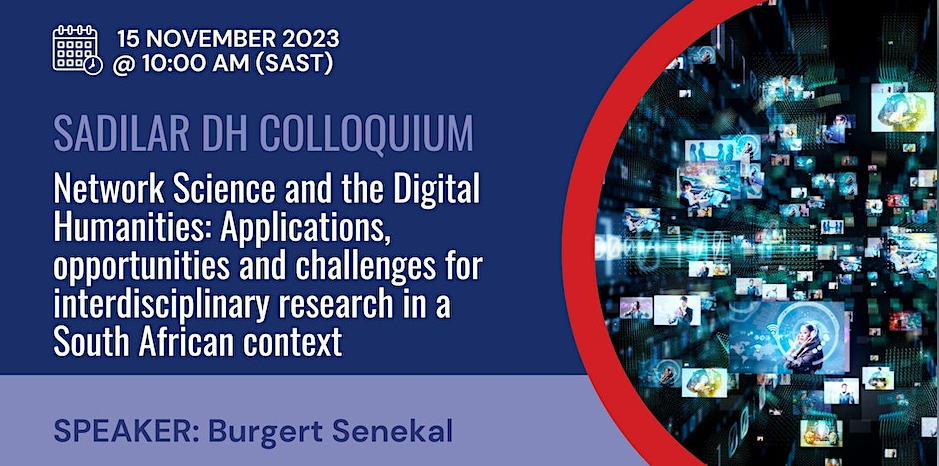 15 NOVEMBER 2023
@ 10:00 AM (SAST)
SADILAR DH COLLOQUIUM
Network Science and the Digital
Humanities: Applications,
opportunities and challenges for
interdisciplinary research in a
South African context
SPEAKER: Burgert Senekal